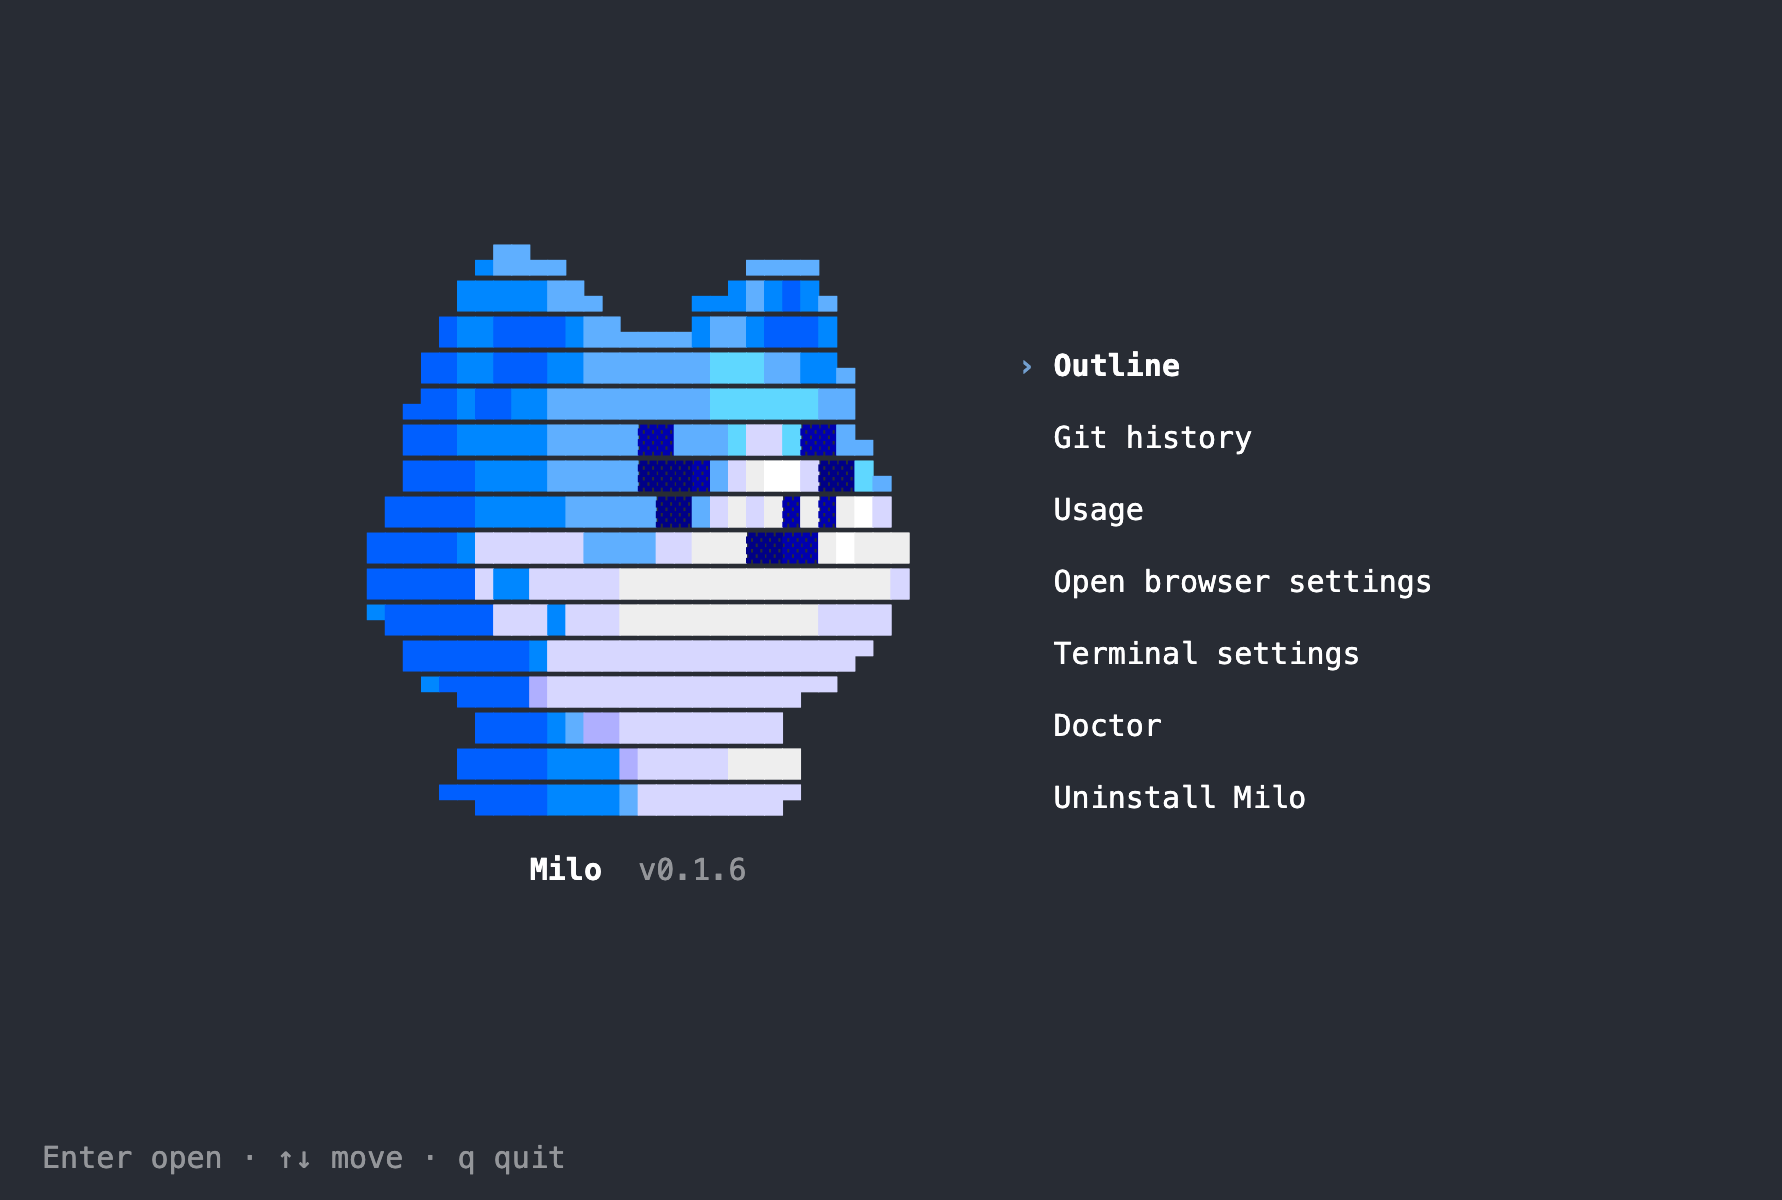 › Outline
Git history
Usage
Open browser settings
Terminal settings
Doctor
Uninstall Milo
Milo v0.1.6
Enter open · ↑↓ move · q quit